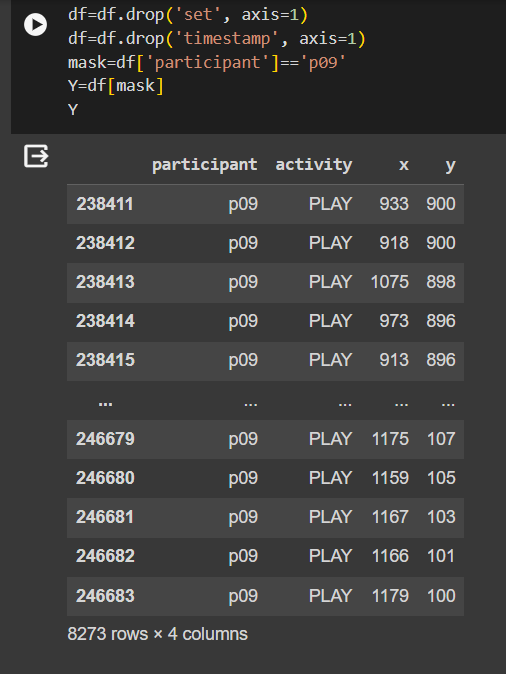 df=df.drop('set', axis=1)
df=df.drop('timestamp', axis=1)
mask=df['participant']=='p09'
Y=df[mask]
Y
participant activity x y
238411 p09 PLAY 933 900
238412 p09 PLAY 918 900
238413 p09 PLAY 1075 898
238414 p09 PLAY 973 896
238415 p09 PLAY 913 896
... ... ... ... ...
246679 p09 PLAY 1175 107
246680 p09 PLAY 1159 105
246681 p09 PLAY 1167 103
246682 p09 PLAY 1166 101
246683 p09 PLAY 1179 100
8273 rows × 4 columns